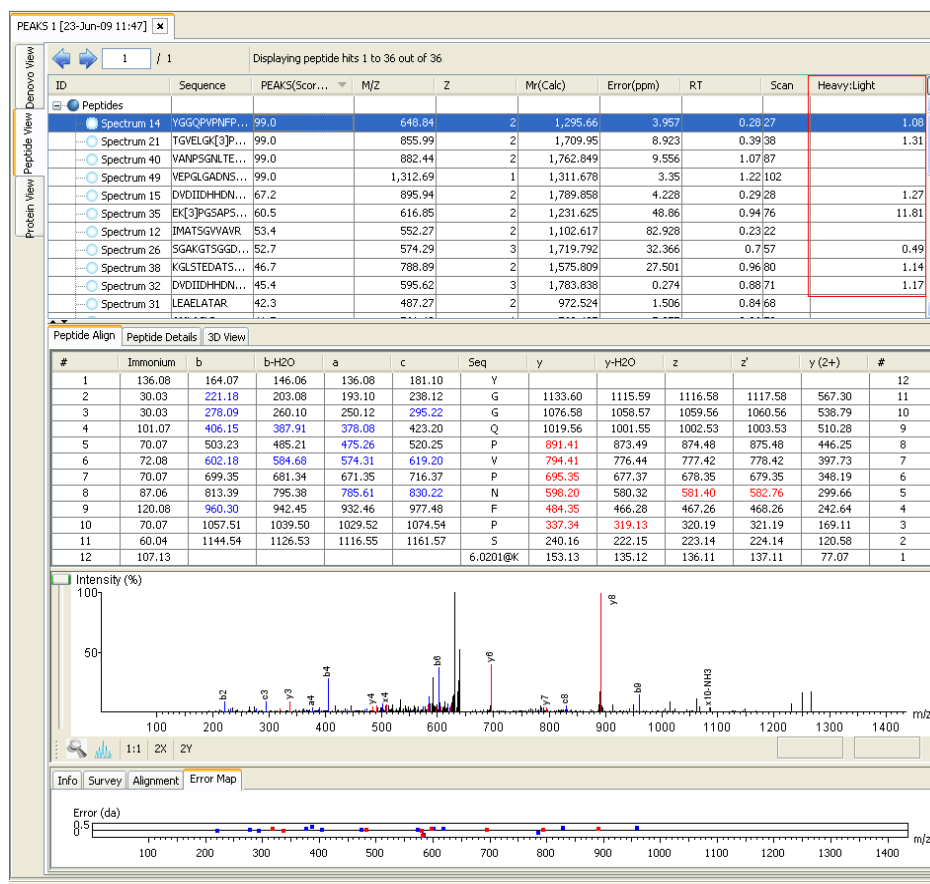 PEAKS 1 [23-Jun-09 11:47]
Denovo View
Peptide View
Protein View
1 / 1 Displaying peptide hits 1 to 36 out of 36
ID Sequence PEAKS(Scor... M/Z Z Mr(Calc) Error(ppm) RT Scan Heavy:Light
Peptides
Spectrum 14 YGGQPVPNFP... 99.0 648.84 2 1,295.66 3.957 0.28 27 1.08
Spectrum 21 TGVELGK[3]P... 99.0 855.99 2 1,709.95 8.923 0.39 38 1.31
Spectrum 40 VANPSGNLTE... 99.0 882.44 2 1,762.849 9.556 1.07 87
Spectrum 49 VEPGLGADNS... 99.0 1,312.69 1 1,311.678 3.35 1.22 102
Spectrum 15 DVDIIDHHDN... 67.2 895.94 2 1,789.858 4.228 0.29 28 1.27
Spectrum 35 EK[3]PGSAPS... 60.5 616.85 2 1,231.625 48.86 0.94 76 11.81
Spectrum 12 IMATSGVVAVR 53.4 552.27 2 1,102.617 82.928 0.23 22
Spectrum 26 SGAKGTSGGD... 52.7 574.29 3 1,719.792 32.366 0.7 57 0.49
Spectrum 38 KGLSTEDATS... 46.7 788.89 2 1,575.809 27.501 0.96 80 1.14
Spectrum 32 DVDIIDHHDN... 45.4 595.62 3 1,783.838 0.274 0.88 71 1.17
Spectrum 31 LEAELATAR 42.3 487.27 2 972.524 1.506 0.84 68
Peptide Align Peptide Details 3D View
# Immonium b b-H2O a c Seq y y-H2O z z' y (2+) #
1 136.08 164.07 146.06 136.08 181.10 Y 12
2 30.03 221.18 203.08 193.10 238.12 G 1133.60 1115.59 1116.58 1117.58 567.30 11
3 30.03 278.09 260.10 250.12 295.22 G 1076.58 1058.57 1059.56 1060.56 538.79 10
4 101.07 406.15 387.91 378.08 423.20 Q 1019.56 1001.55 1002.53 1003.53 510.28 9
5 70.07 503.23 485.21 475.26 520.25 P 891.41 873.49 874.48 875.48 446.25 8
6 72.08 602.18 584.68 574.31 619.20 V 794.41 776.44 777.42 778.42 397.73 7
7 70.07 699.35 681.34 671.35 716.37 P 695.35 677.37 678.35 679.35 348.19 6
8 87.06 813.39 795.38 785.61 830.22 N 598.20 580.32 581.40 582.76 299.66 5
9 120.08 960.30 942.45 932.46 977.48 F 484.35 466.28 467.26 468.26 242.64 4
10 70.07 1057.51 1039.50 1029.52 1074.54 P 337.34 319.13 320.19 321.19 169.11 3
11 60.04 1144.54 1126.53 1116.55 1161.57 S 240.16 222.15 223.14 224.14 120.58 2
12 107.13 6.0201@K 153.13 135.12 136.11 137.11 77.07 1
Intensity (%)
100
50
b2 c3 y3 a4 b4 y4 x4 b6 y6 y7 c8 y8 b9 x10-NH3
100 200 300 400 500 600 700 800 900 1000 1100 1200 1300 1400 m/z
1:1 2X 2Y
Info Survey Alignment Error Map
Error (da)
0.5
0
100 200 300 400 500 600 700 800 900 1000 1100 1200 1300 1400 m/z